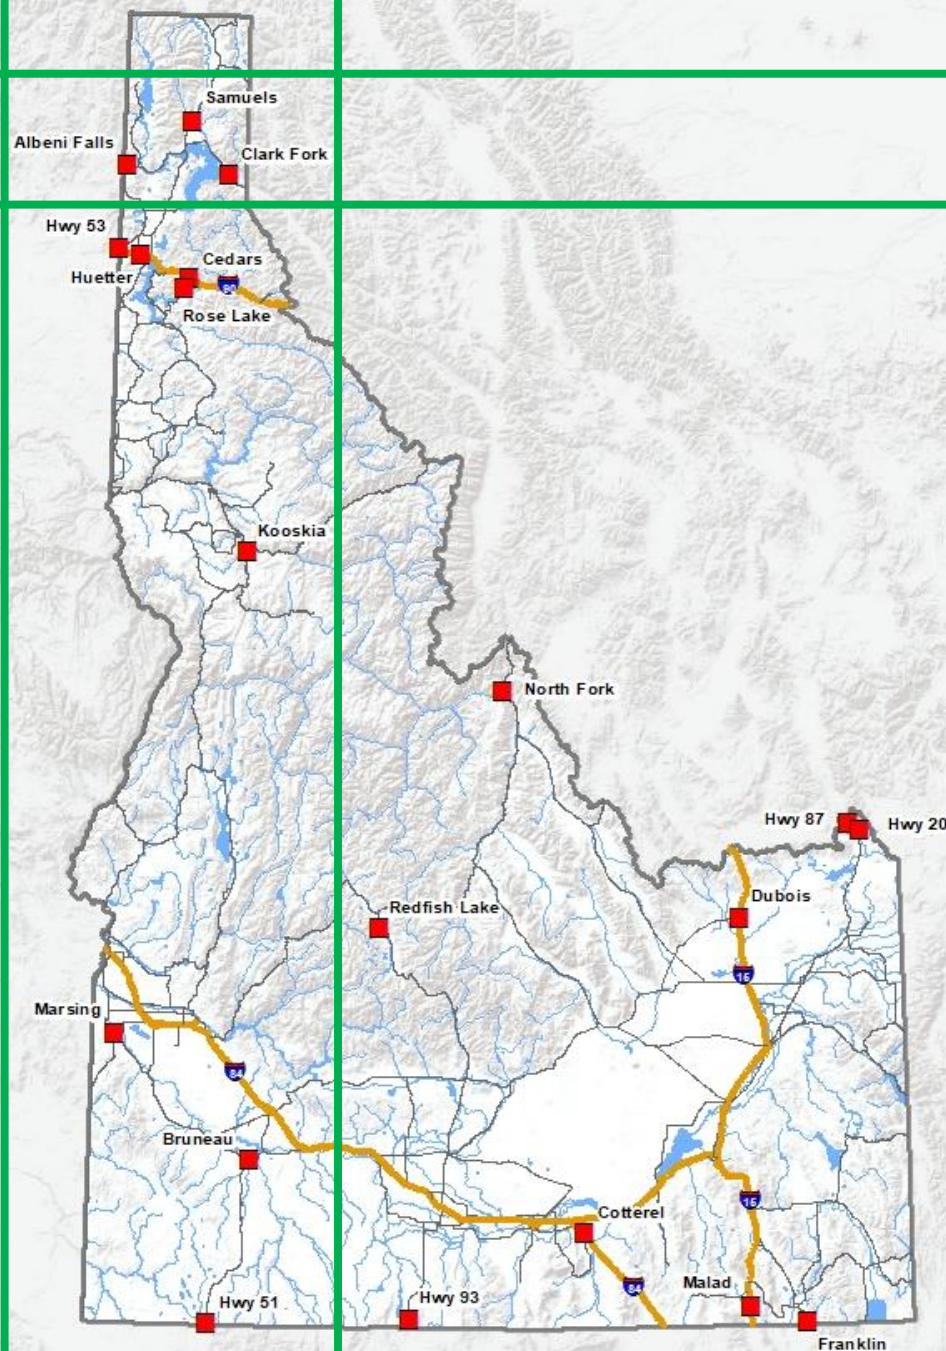 Samuels
Albeni Falls
Clark Fork
Hwy 53
Cedars
Huetter
90
Rose Lake
Kooskia
North Fork
Hwy 87
Hwy 20
Dubois
Redfish Lake
15
Marsing
84
Bruneau
15
Cotterel
Malad
84
Hwy 93
Hwy 51
Franklin